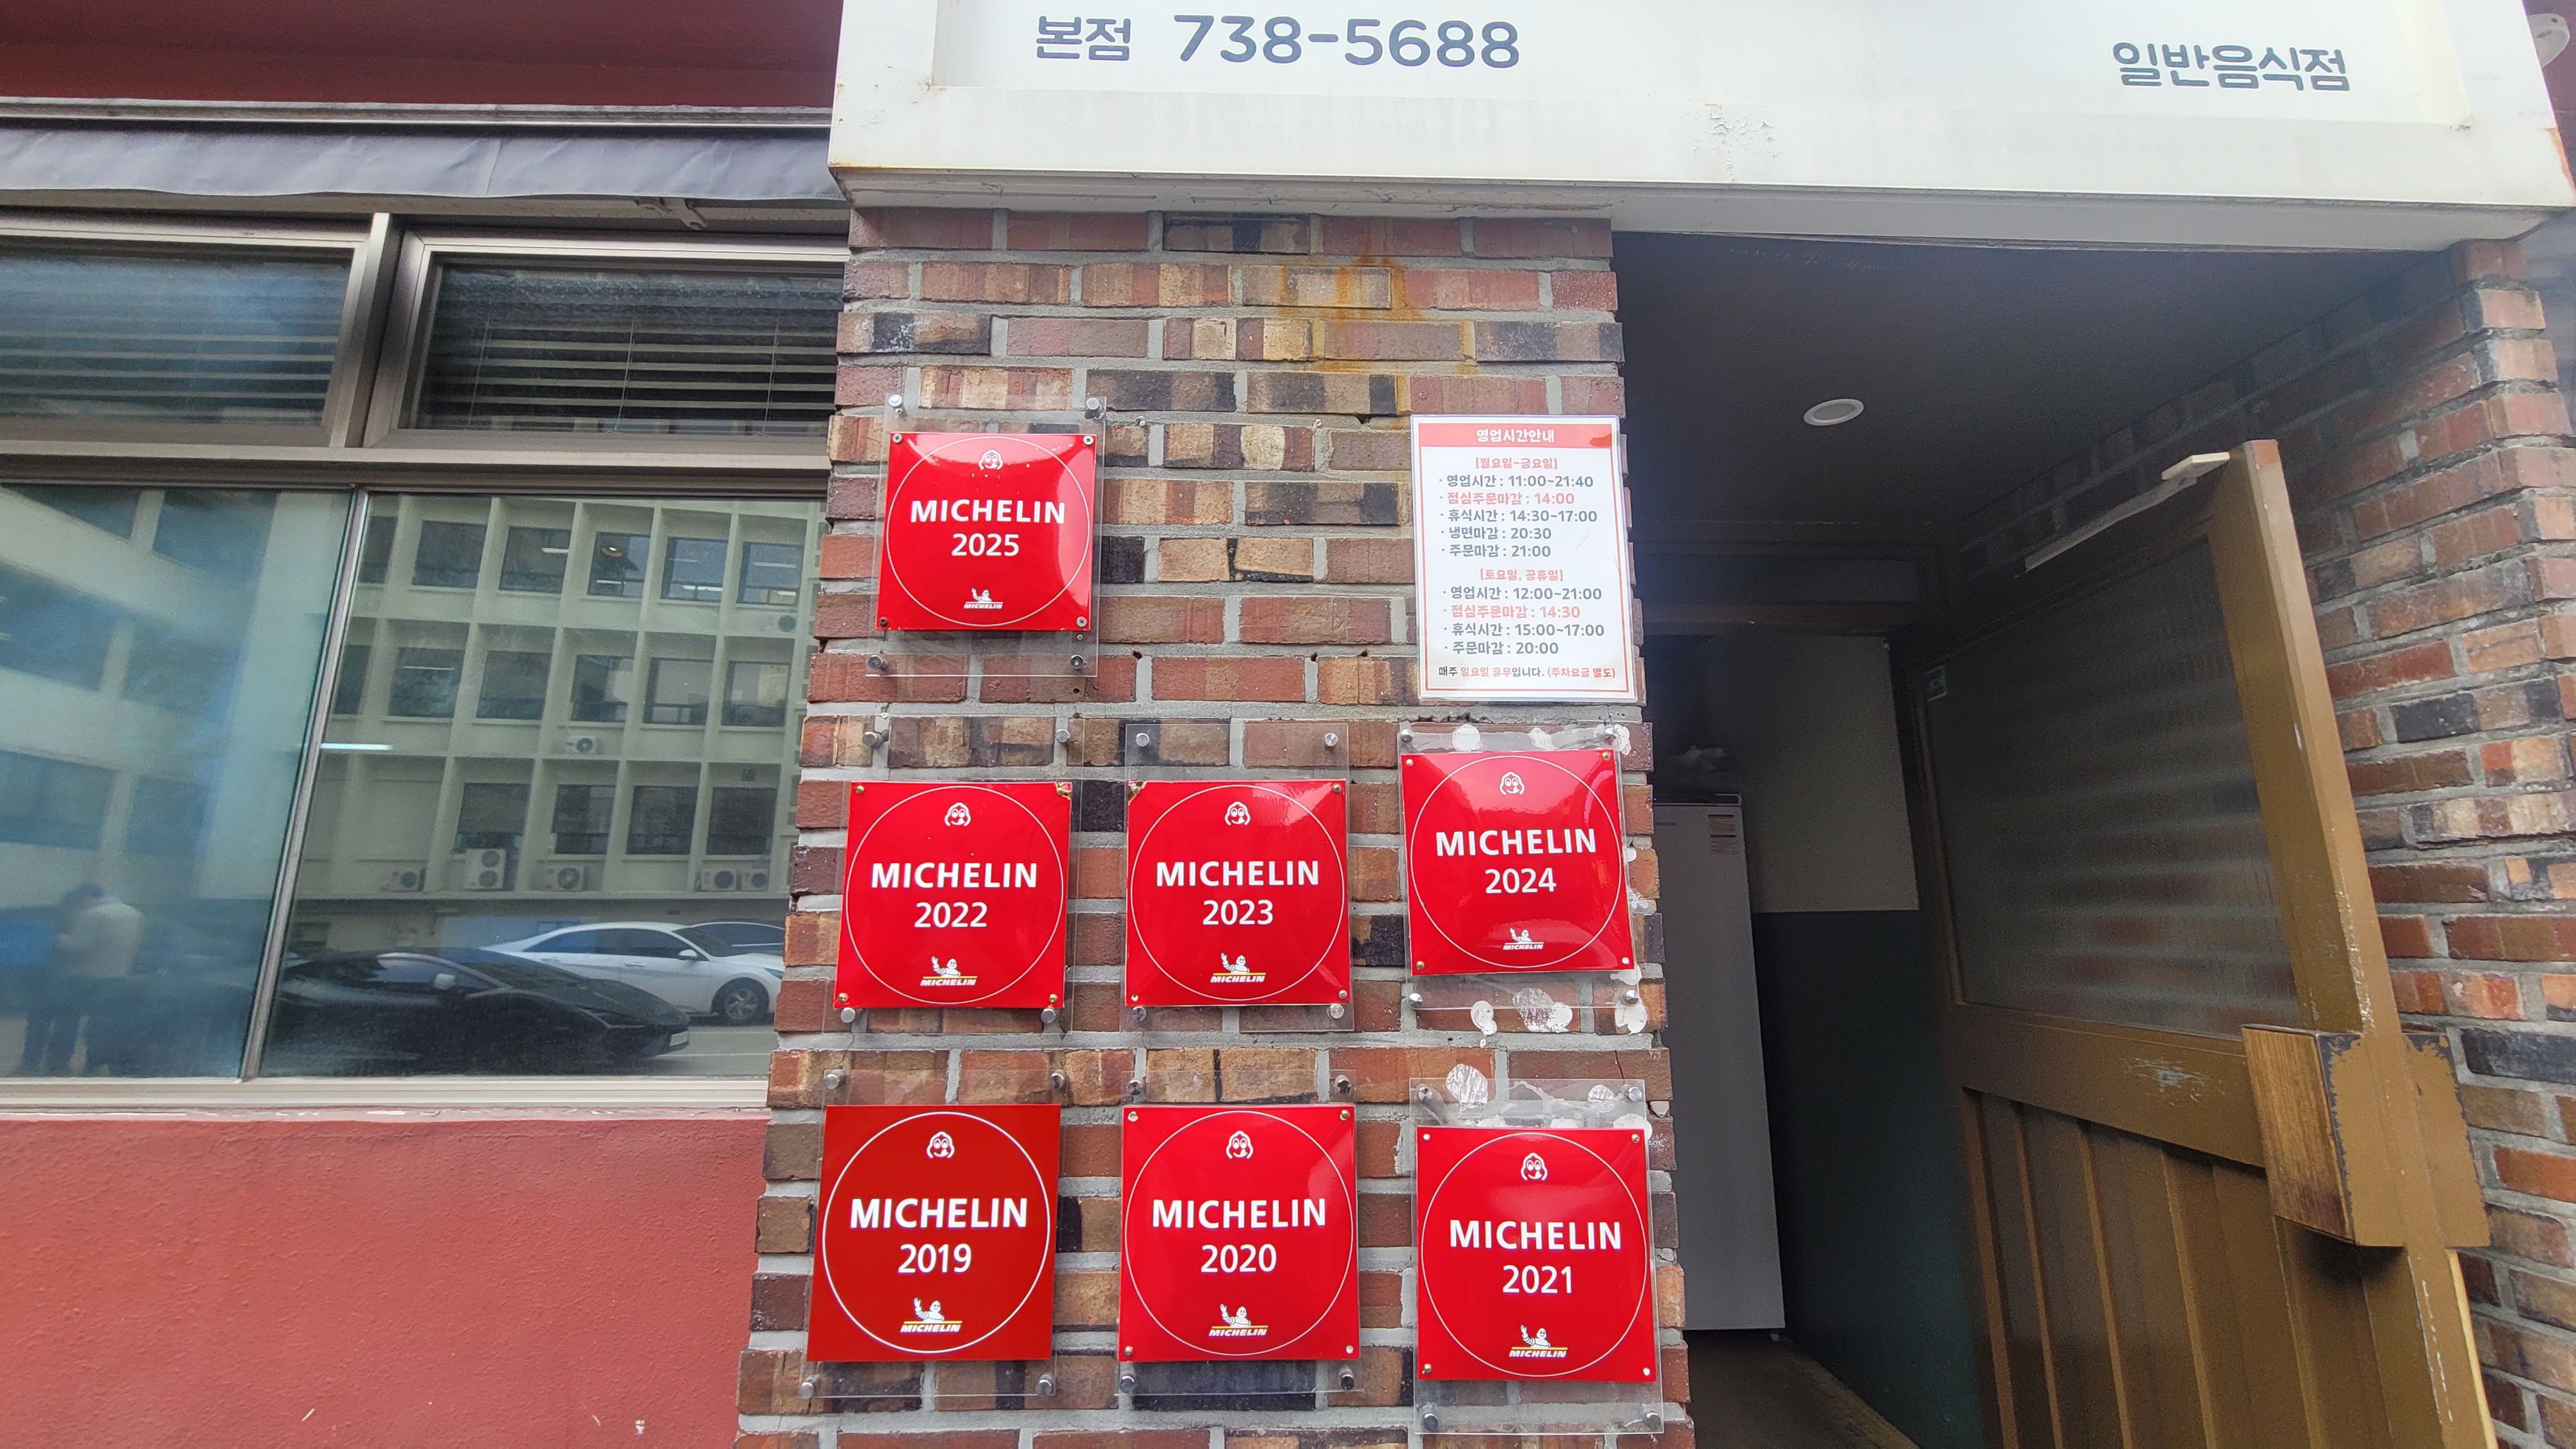 본점 738-5688
일반음식점
영업시간안내
[월요일~금요일]
· 영업시간 : 11:00~21:40
· 점심주문마감 : 14:00
· 휴식시간 : 14:30~17:00
· 냉면마감 : 20:30
· 주문마감 : 21:00
[토요일, 공휴일]
· 영업시간 : 12:00~21:00
· 점심주문마감 : 14:30
· 휴식시간 : 15:00~17:00
· 주문마감 : 20:00
매주 일요일 휴무입니다. (주차요금 별도)
MICHELIN
2025
MICHELIN
MICHELIN
2022
MICHELIN
MICHELIN
2023
MICHELIN
MICHELIN
2024
MICHELIN
MICHELIN
2019
MICHELIN
MICHELIN
2020
MICHELIN
MICHELIN
2021
MICHELIN